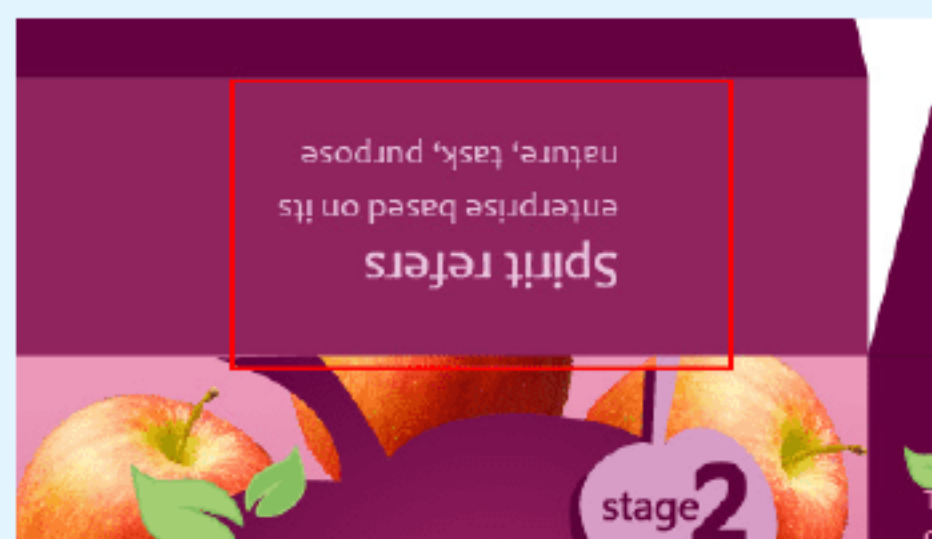 Spirit refers
enterprise based on its
nature, task, purpose
stage2